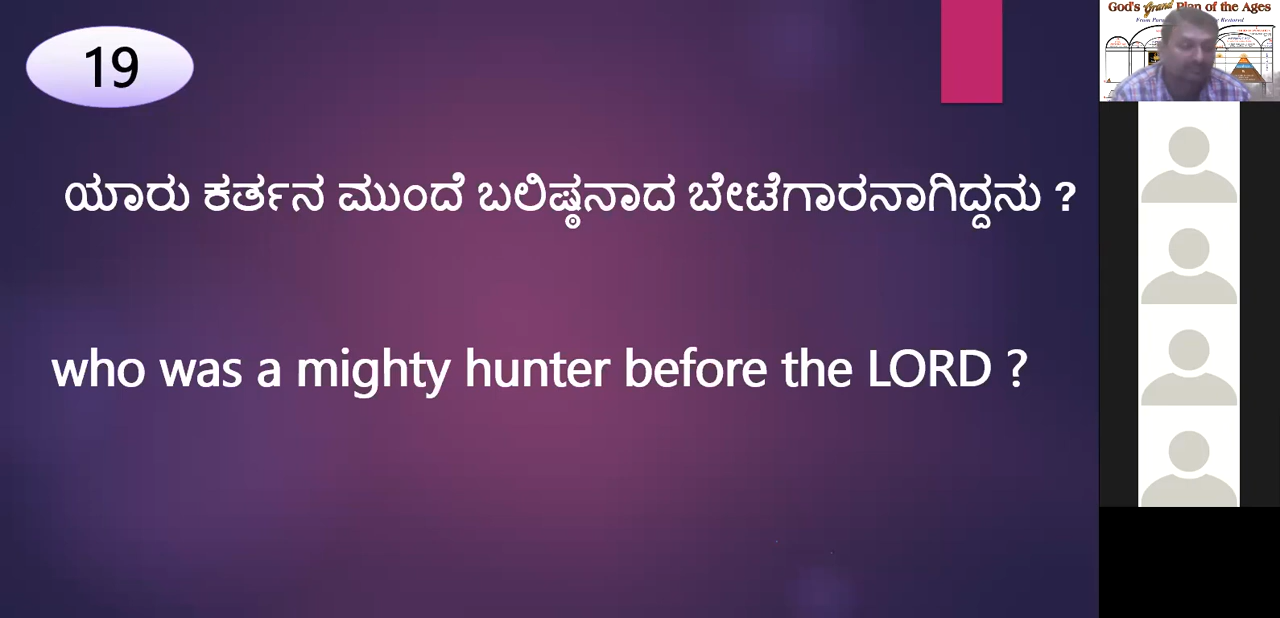 19
God's Grand Plan of the Ages
ಯಾರು ಕರ್ತನ ಮುಂದೆ ಬಲಿಷ್ಠನಾದ ಬೇಟೆಗಾರನಾಗಿದ್ದನು ?
who was a mighty hunter before the LORD ?